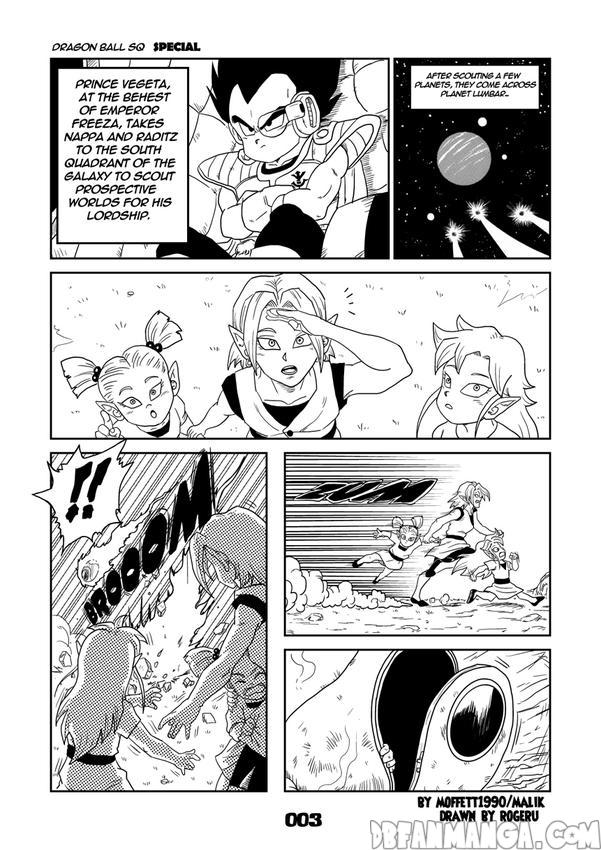 DRAGON BALL SQ SPECIAL
PRINCE VEGETA,
AT THE BEHEST
OF EMPEROR
FREEZA, TAKES
NAPPA AND RADITZ
TO THE SOUTH
QUADRANT OF THE
GALAXY TO SCOUT
PROSPECTIVE
WORLDS FOR HIS
LORDSHIP.
AFTER SCOUTING A FEW
PLANETS, THEY COME ACROSS
PLANET LUMBAR...
!!
BROOOM
ZUM
BY MOFFETT1990/MALIK
DRAWN BY ROGERU
003
DBFANMANGA.COM